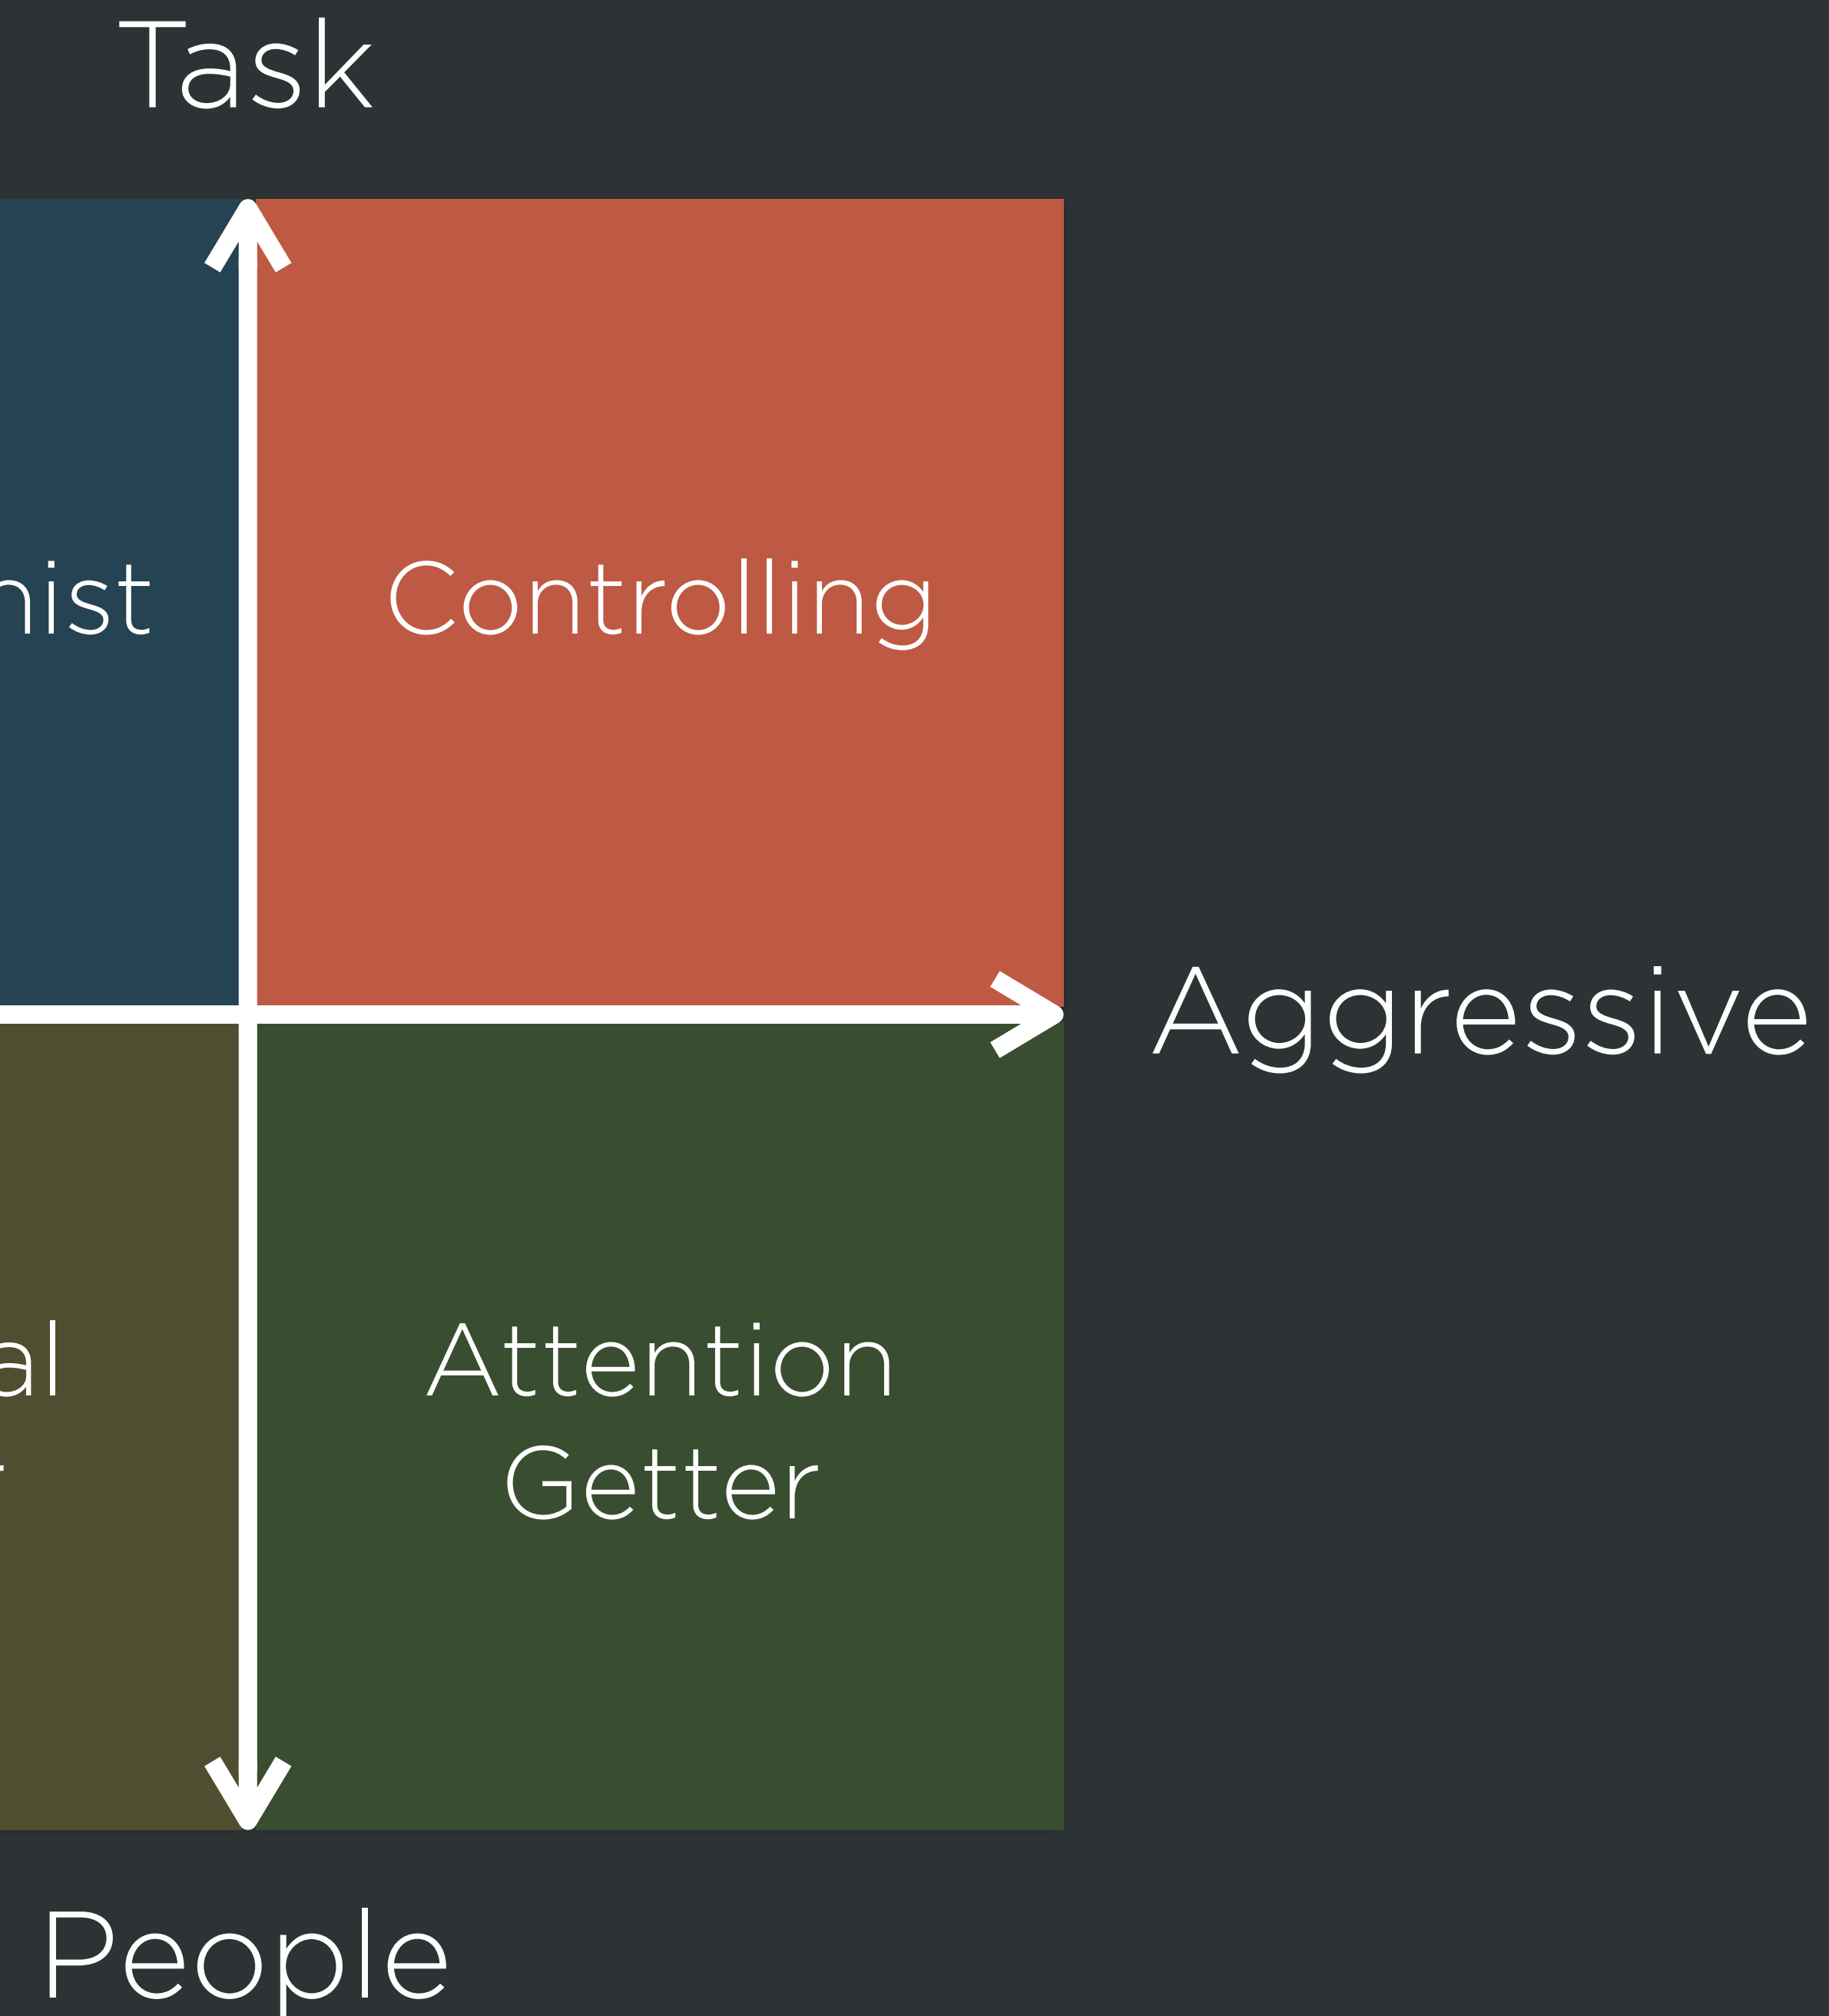 Task
Controlling
Aggressive
Attention
Getter
People